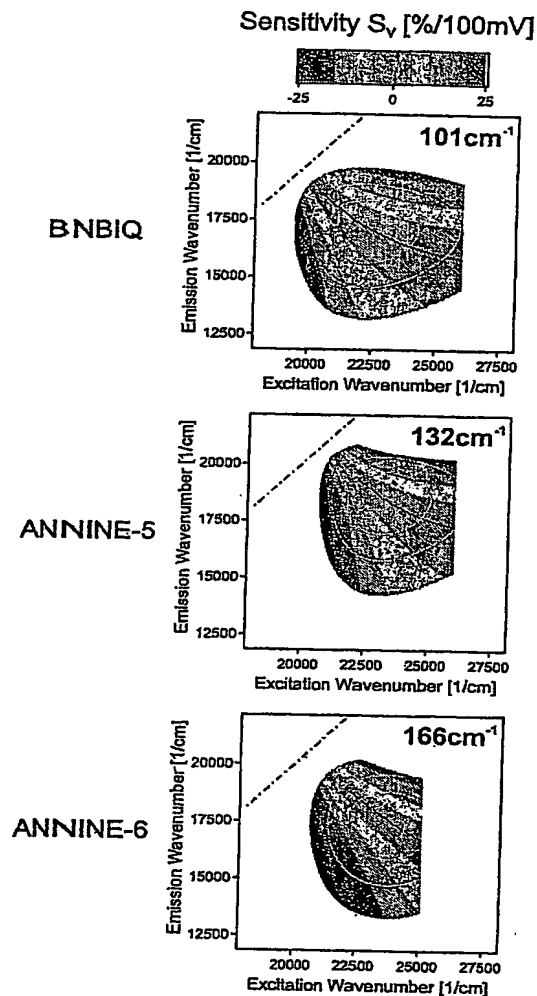 Sensitivity Sv [%/100mV]
-25 0 25
BNBIQ
101cm⁻¹
Emission Wavenumber [1/cm]
20000
17500
15000
12500
20000 22500 25000 27500
Excitation Wavenumber [1/cm]
ANNINE-5
132cm⁻¹
Emission Wavenumber [1/cm]
20000
17500
15000
12500
20000 22500 25000 27500
Excitation Wavenumber [1/cm]
ANNINE-6
166cm⁻¹
Emission Wavenumber [1/cm]
20000
17500
15000
12500
20000 22500 25000 27500
Excitation Wavenumber [1/cm]